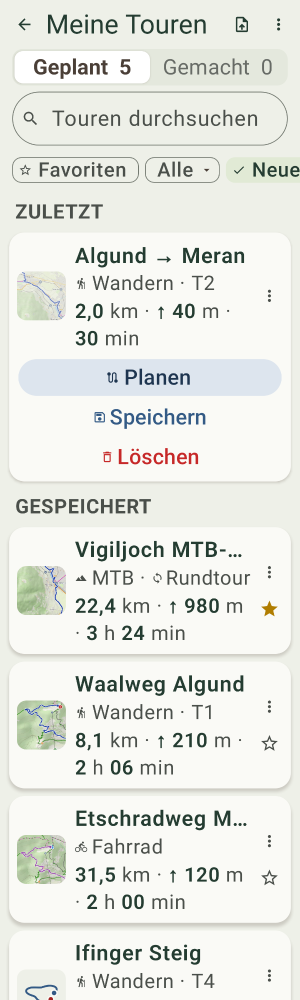 Meine Touren
Geplant 5 Gemacht 0
Touren durchsuchen
Favoriten Alle Neue
ZULETZT
Algund → Meran
Wandern · T2
2,0 km · ↑ 40 m ·
30 min
Planen
Speichern
Löschen
GESPEICHERT
Vigiljoch MTB-…
MTB · Rundtour
22,4 km · ↑ 980 m
· 3 h 24 min
Waalweg Algund
Wandern · T1
8,1 km · ↑ 210 m ·
2 h 06 min
Etschradweg M…
Fahrrad
31,5 km · ↑ 120 m
· 2 h 00 min
Ifinger Steig
Wandern · T4